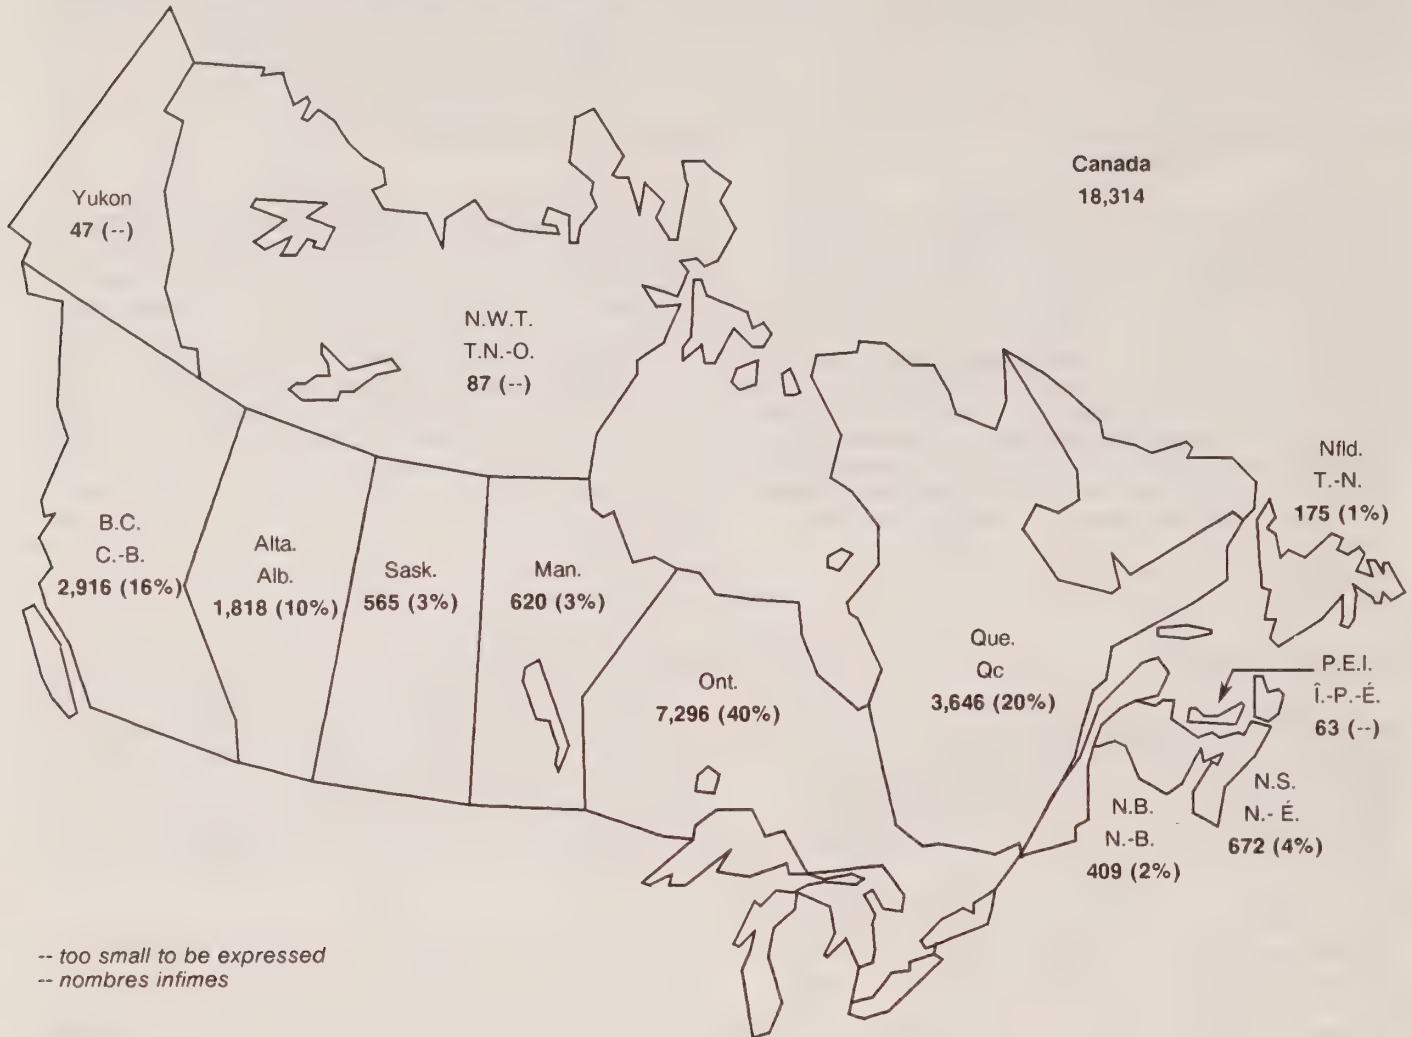 Canada
18,314
Yukon
47 (--)
N.W.T.
T.N.-O.
87 (--)
Nfld.
T.-N.
175 (1%)
B.C.
C.-B.
2,916 (16%)
Alta.
Alb.
1,818 (10%)
Sask.
565 (3%)
Man.
620 (3%)
Ont.
7,296 (40%)
Que.
Qc
3,646 (20%)
P.E.I.
Î.-P.-É.
63 (--)
N.S.
N.- É.
672 (4%)
N.B.
N.-B.
409 (2%)
-- too small to be expressed
-- nombres infimes